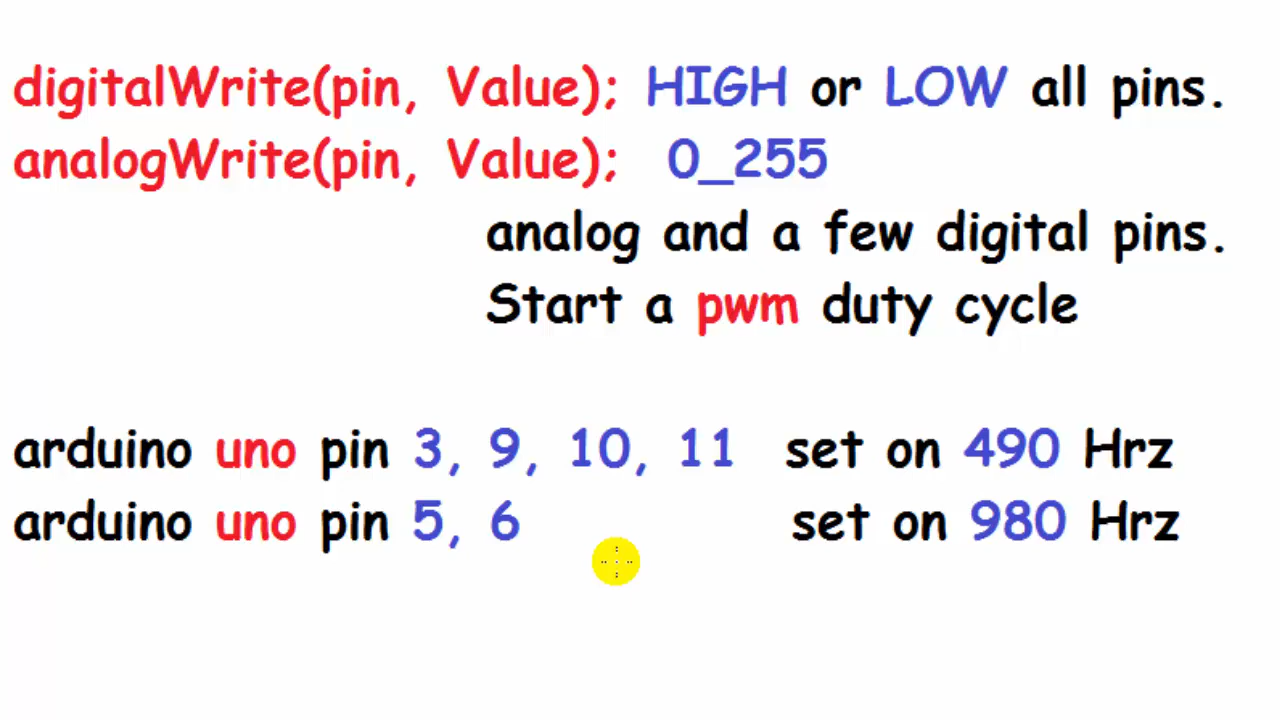 digitalWrite(pin, Value); HIGH or LOW all pins.
analogWrite(pin, Value); 0_255
analog and a few digital pins.
Start a pwm duty cycle
arduino uno pin 3, 9, 10, 11 set on 490 Hrz
arduino uno pin 5, 6 set on 980 Hrz